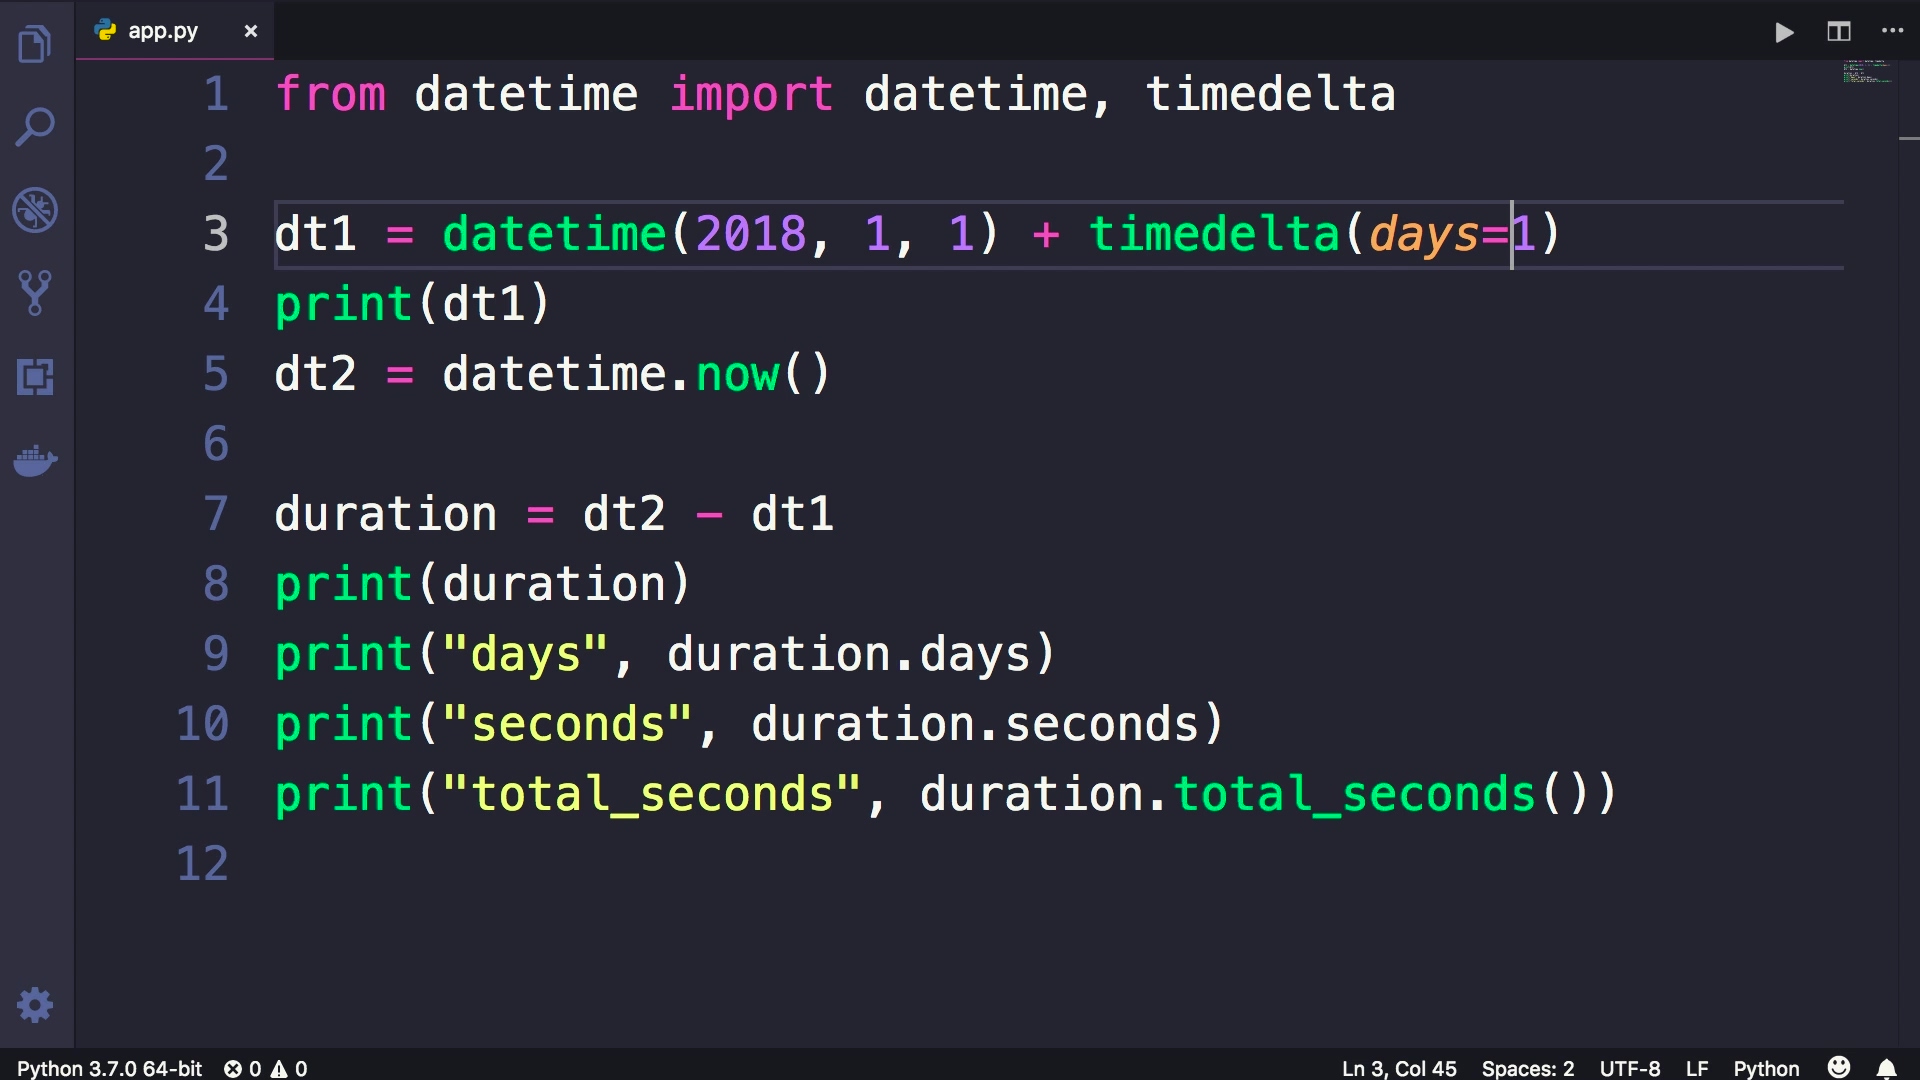 app.py ×
1 from datetime import datetime, timedelta
2
3 dt1 = datetime(2018, 1, 1) + timedelta(days=1)
4 print(dt1)
5 dt2 = datetime.now()
6
7 duration = dt2 - dt1
8 print(duration)
9 print("days", duration.days)
10 print("seconds", duration.seconds)
11 print("total_seconds", duration.total_seconds())
12
Python 3.7.0 64-bit 0 0 Ln 3, Col 45 Spaces: 2 UTF-8 LF Python